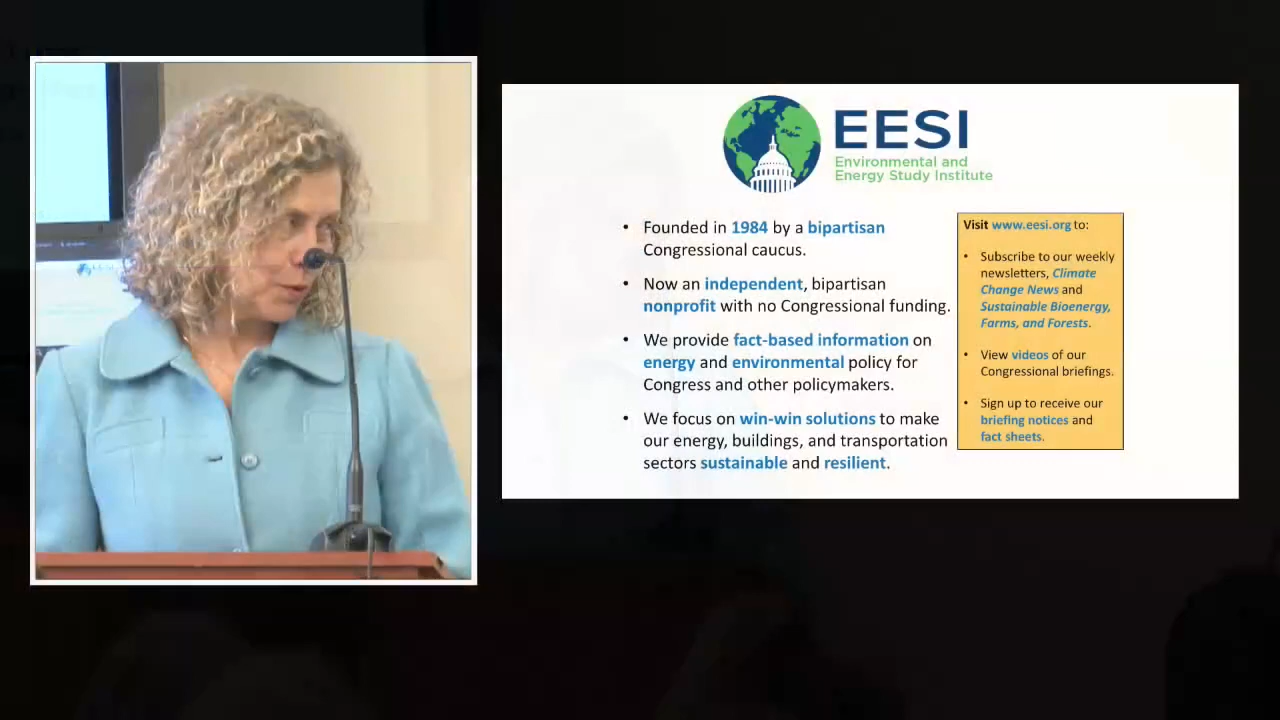 EESI
Environmental and
Energy Study Institute
• Founded in 1984 by a bipartisan
Congressional caucus.
• Now an independent, bipartisan
nonprofit with no Congressional funding.
• We provide fact-based information on
energy and environmental policy for
Congress and other policymakers.
• We focus on win-win solutions to make
our energy, buildings, and transportation
sectors sustainable and resilient.
Visit www.eesi.org to:
• Subscribe to our weekly
newsletters, Climate
Change News and
Sustainable Bioenergy,
Farms, and Forests.
• View videos of our
Congressional briefings.
• Sign up to receive our
briefing notices and
fact sheets.